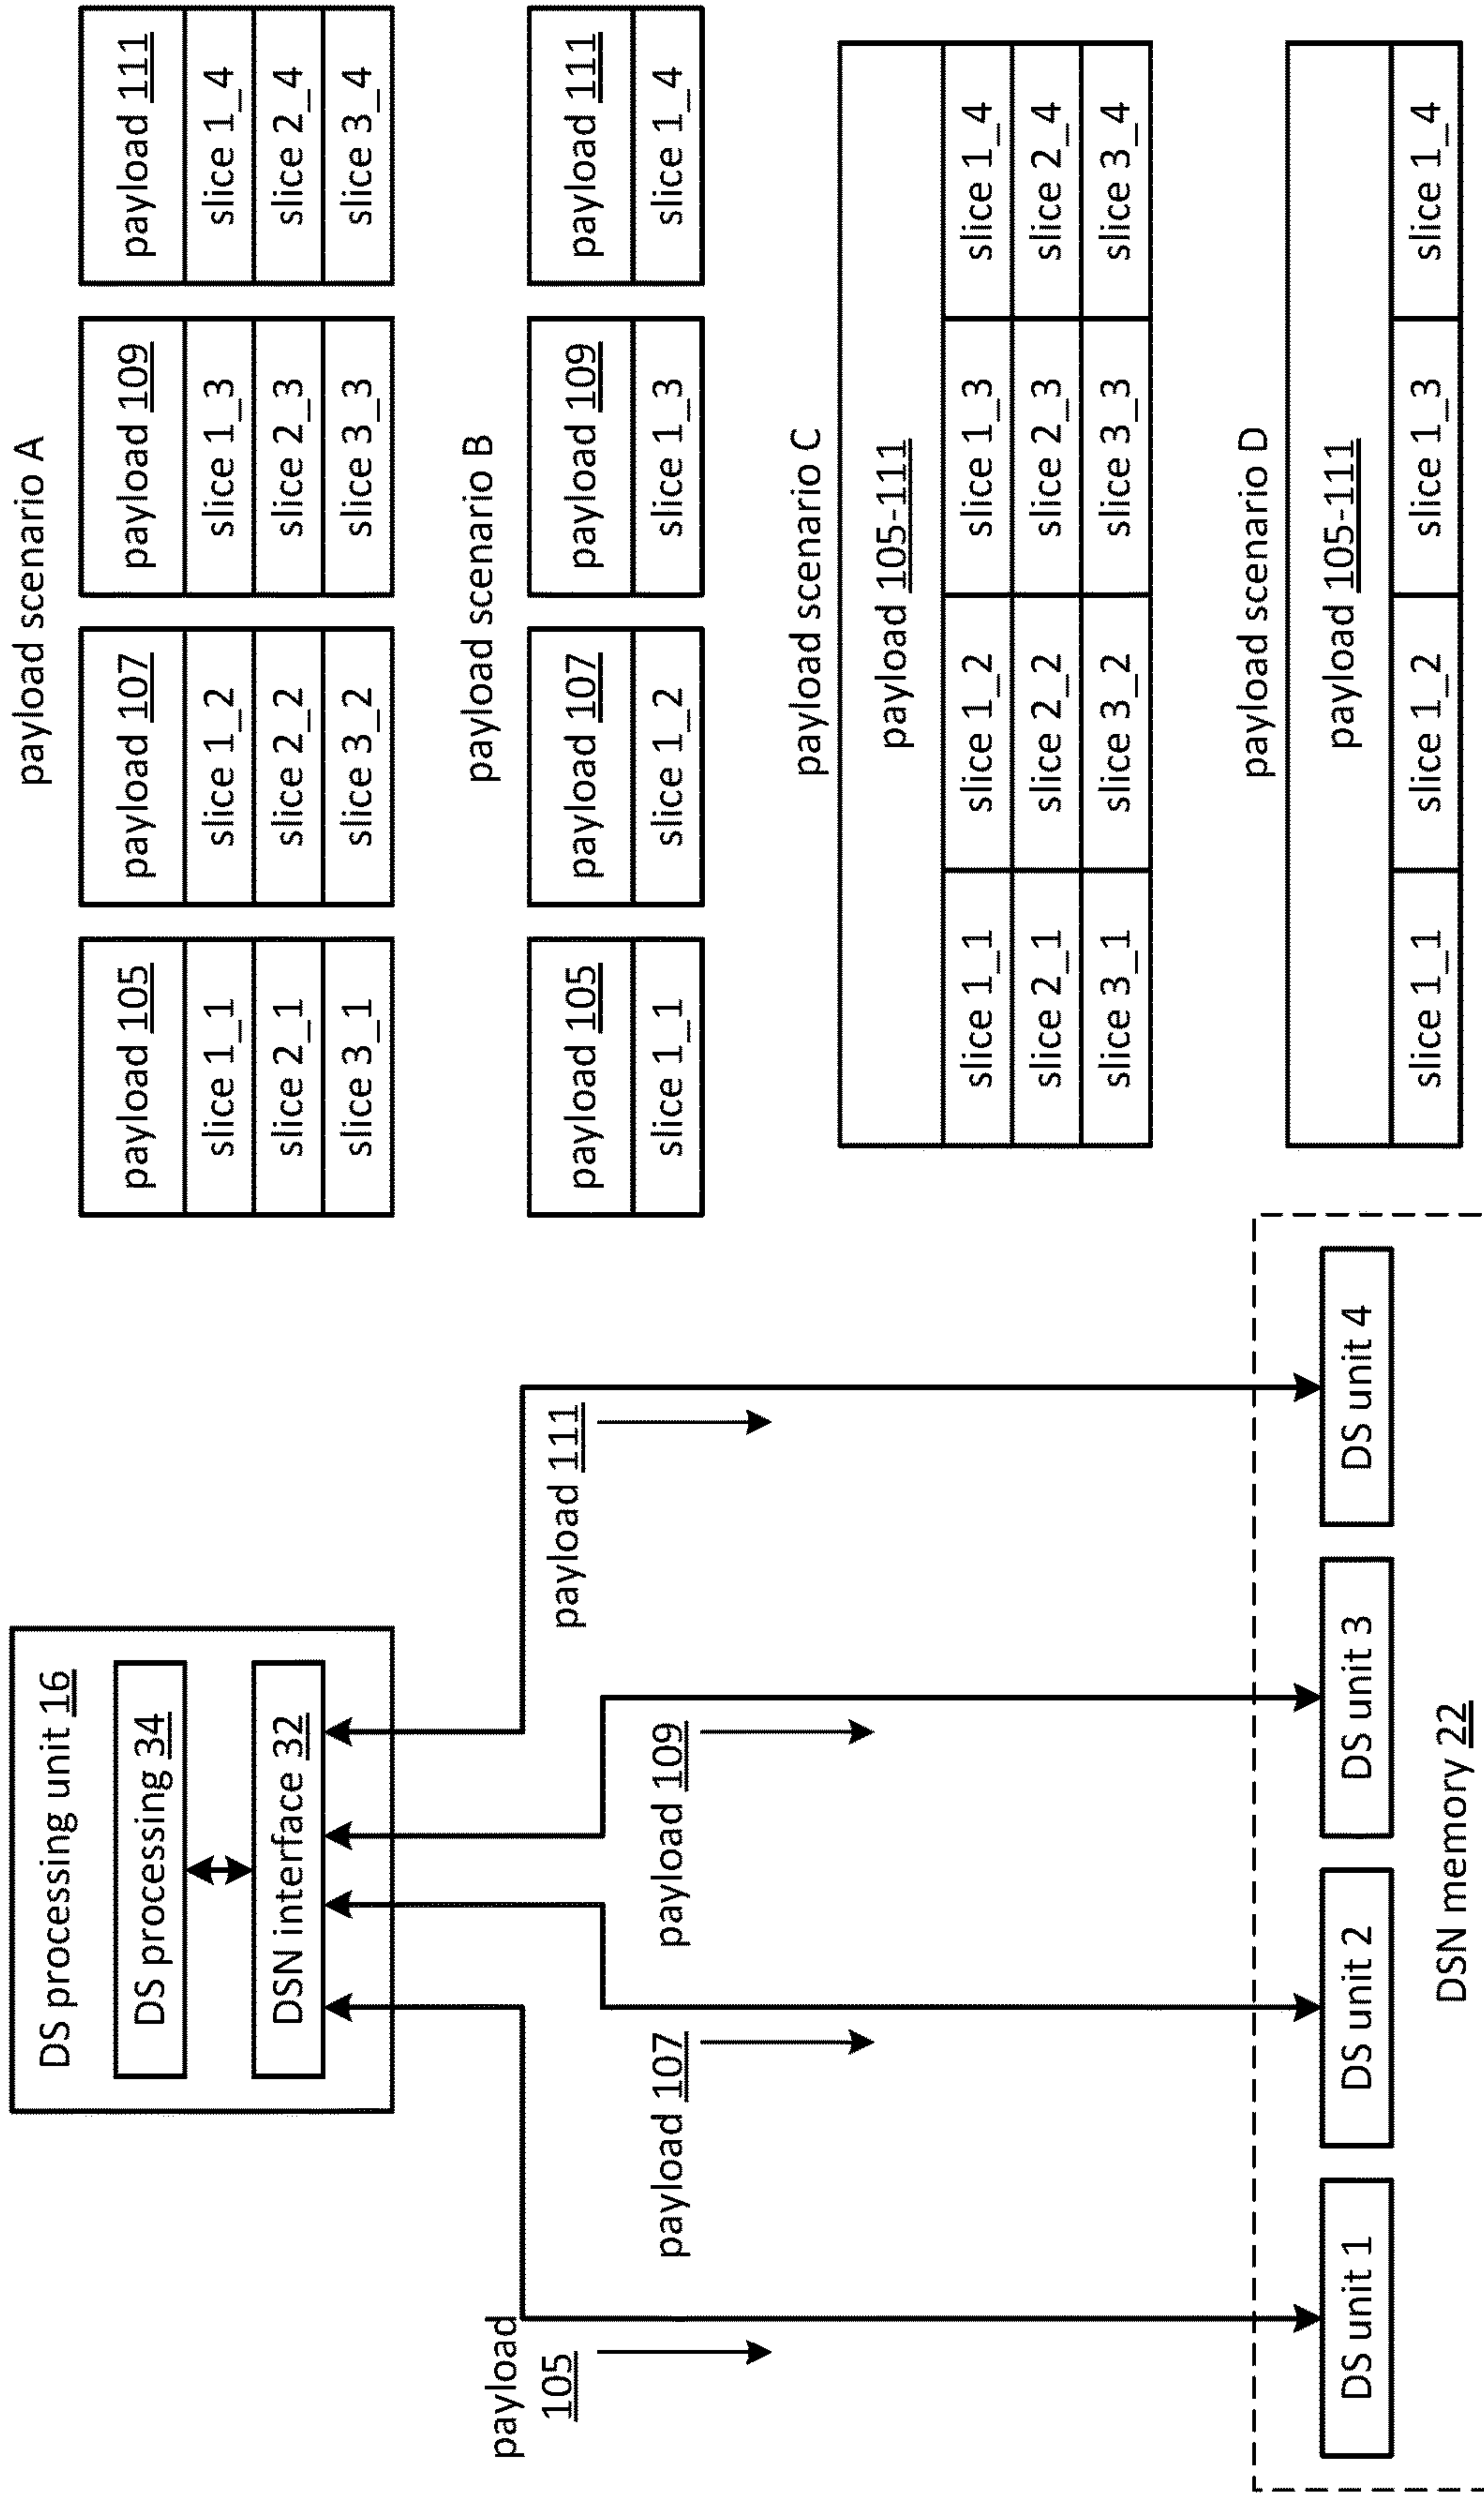 DS processing unit 16
DS processing 34
DSN interface 32
payload 105
payload 107
payload 109
payload 111
DS unit 1
DS unit 2
DS unit 3
DS unit 4
DSN memory 22
payload scenario A
payload 105
slice 1_1
slice 2_1
slice 3_1
payload 107
slice 1_2
slice 2_2
slice 3_2
payload 109
slice 1_3
slice 2_3
slice 3_3
payload 111
slice 1_4
slice 2_4
slice 3_4
payload scenario B
payload 105
slice 1_1
payload 107
slice 1_2
payload 109
slice 1_3
payload 111
slice 1_4
payload scenario C
payload 105-111
slice 1_1 slice 1_2 slice 1_3 slice 1_4
slice 2_1 slice 2_2 slice 2_3 slice 2_4
slice 3_1 slice 3_2 slice 3_3 slice 3_4
payload scenario D
payload 105-111
slice 1_1 slice 1_2 slice 1_3 slice 1_4